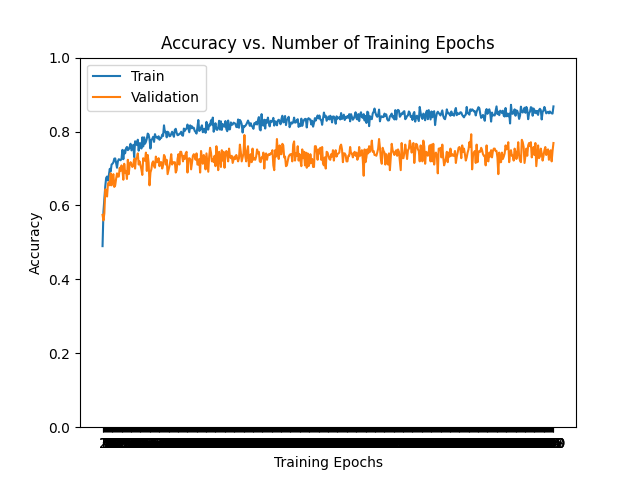 Accuracy vs. Number of Training Epochs
Train
Validation
1.0
0.8
0.6
0.4
0.2
0.0
Accuracy
Training Epochs